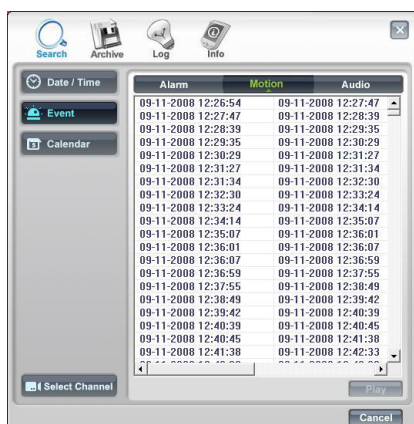 Search Archive Log Info
Date / Time
Event
Calendar
Select Channel
Alarm Motion Audio
09-11-2008 12:26:54 09-11-2008 12:27:47
09-11-2008 12:27:47 09-11-2008 12:28:39
09-11-2008 12:28:39 09-11-2008 12:29:35
09-11-2008 12:29:35 09-11-2008 12:30:29
09-11-2008 12:30:29 09-11-2008 12:31:27
09-11-2008 12:31:27 09-11-2008 12:31:34
09-11-2008 12:31:34 09-11-2008 12:32:30
09-11-2008 12:32:30 09-11-2008 12:33:24
09-11-2008 12:33:24 09-11-2008 12:34:14
09-11-2008 12:34:14 09-11-2008 12:35:07
09-11-2008 12:35:07 09-11-2008 12:36:01
09-11-2008 12:36:01 09-11-2008 12:36:07
09-11-2008 12:36:07 09-11-2008 12:36:59
09-11-2008 12:36:59 09-11-2008 12:37:55
09-11-2008 12:37:55 09-11-2008 12:38:49
09-11-2008 12:38:49 09-11-2008 12:39:42
09-11-2008 12:39:42 09-11-2008 12:40:39
09-11-2008 12:40:39 09-11-2008 12:40:45
09-11-2008 12:40:45 09-11-2008 12:41:38
09-11-2008 12:41:38 09-11-2008 12:42:33
Play
Cancel